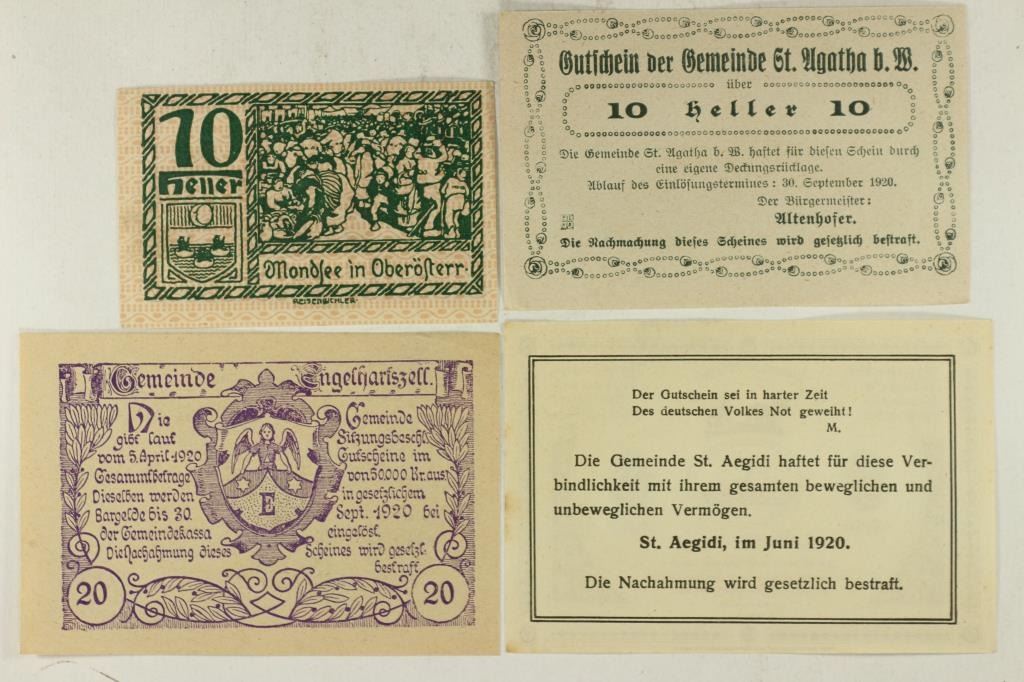 10
Heller
Mondsee in Oberösterr.
REISENBICHLER
Gutschein der Gemeinde St. Agatha b. W.
über
10 Heller 10
Die Gemeinde St. Agatha b. W. haftet für diesen Schein durch
eine eigene Deckungsrücklage.
Ablauf des Einlösungstermines: 30. September 1920.
Der Bürgermeister:
Altenhofer.
Die Nachmachung dieses Scheines wird gesetzlich bestraft.
Gemeinde Engelhartszell.
Die Gemeinde
gibt laut Sitzungsbeschl.
vom 5. April 1920 Gutscheine im
Gesammtbetrage von 50.000 Kr. aus
Dieselben werden in gesetzlichem
Bargelde bis 30. Sept. 1920 bei
der Gemeindekassa eingelöst.
Die Nachahmung dieses Scheines wird gesetzl.
bestraft
E
20 20
Der Gutschein sei in harter Zeit
Des deutschen Volkes Not geweiht!
M.
Die Gemeinde St. Aegidi haftet für diese Ver-
bindlichkeit mit ihrem gesamten beweglichen und
unbeweglichen Vermögen.
St. Aegidi, im Juni 1920.
Die Nachahmung wird gesetzlich bestraft.